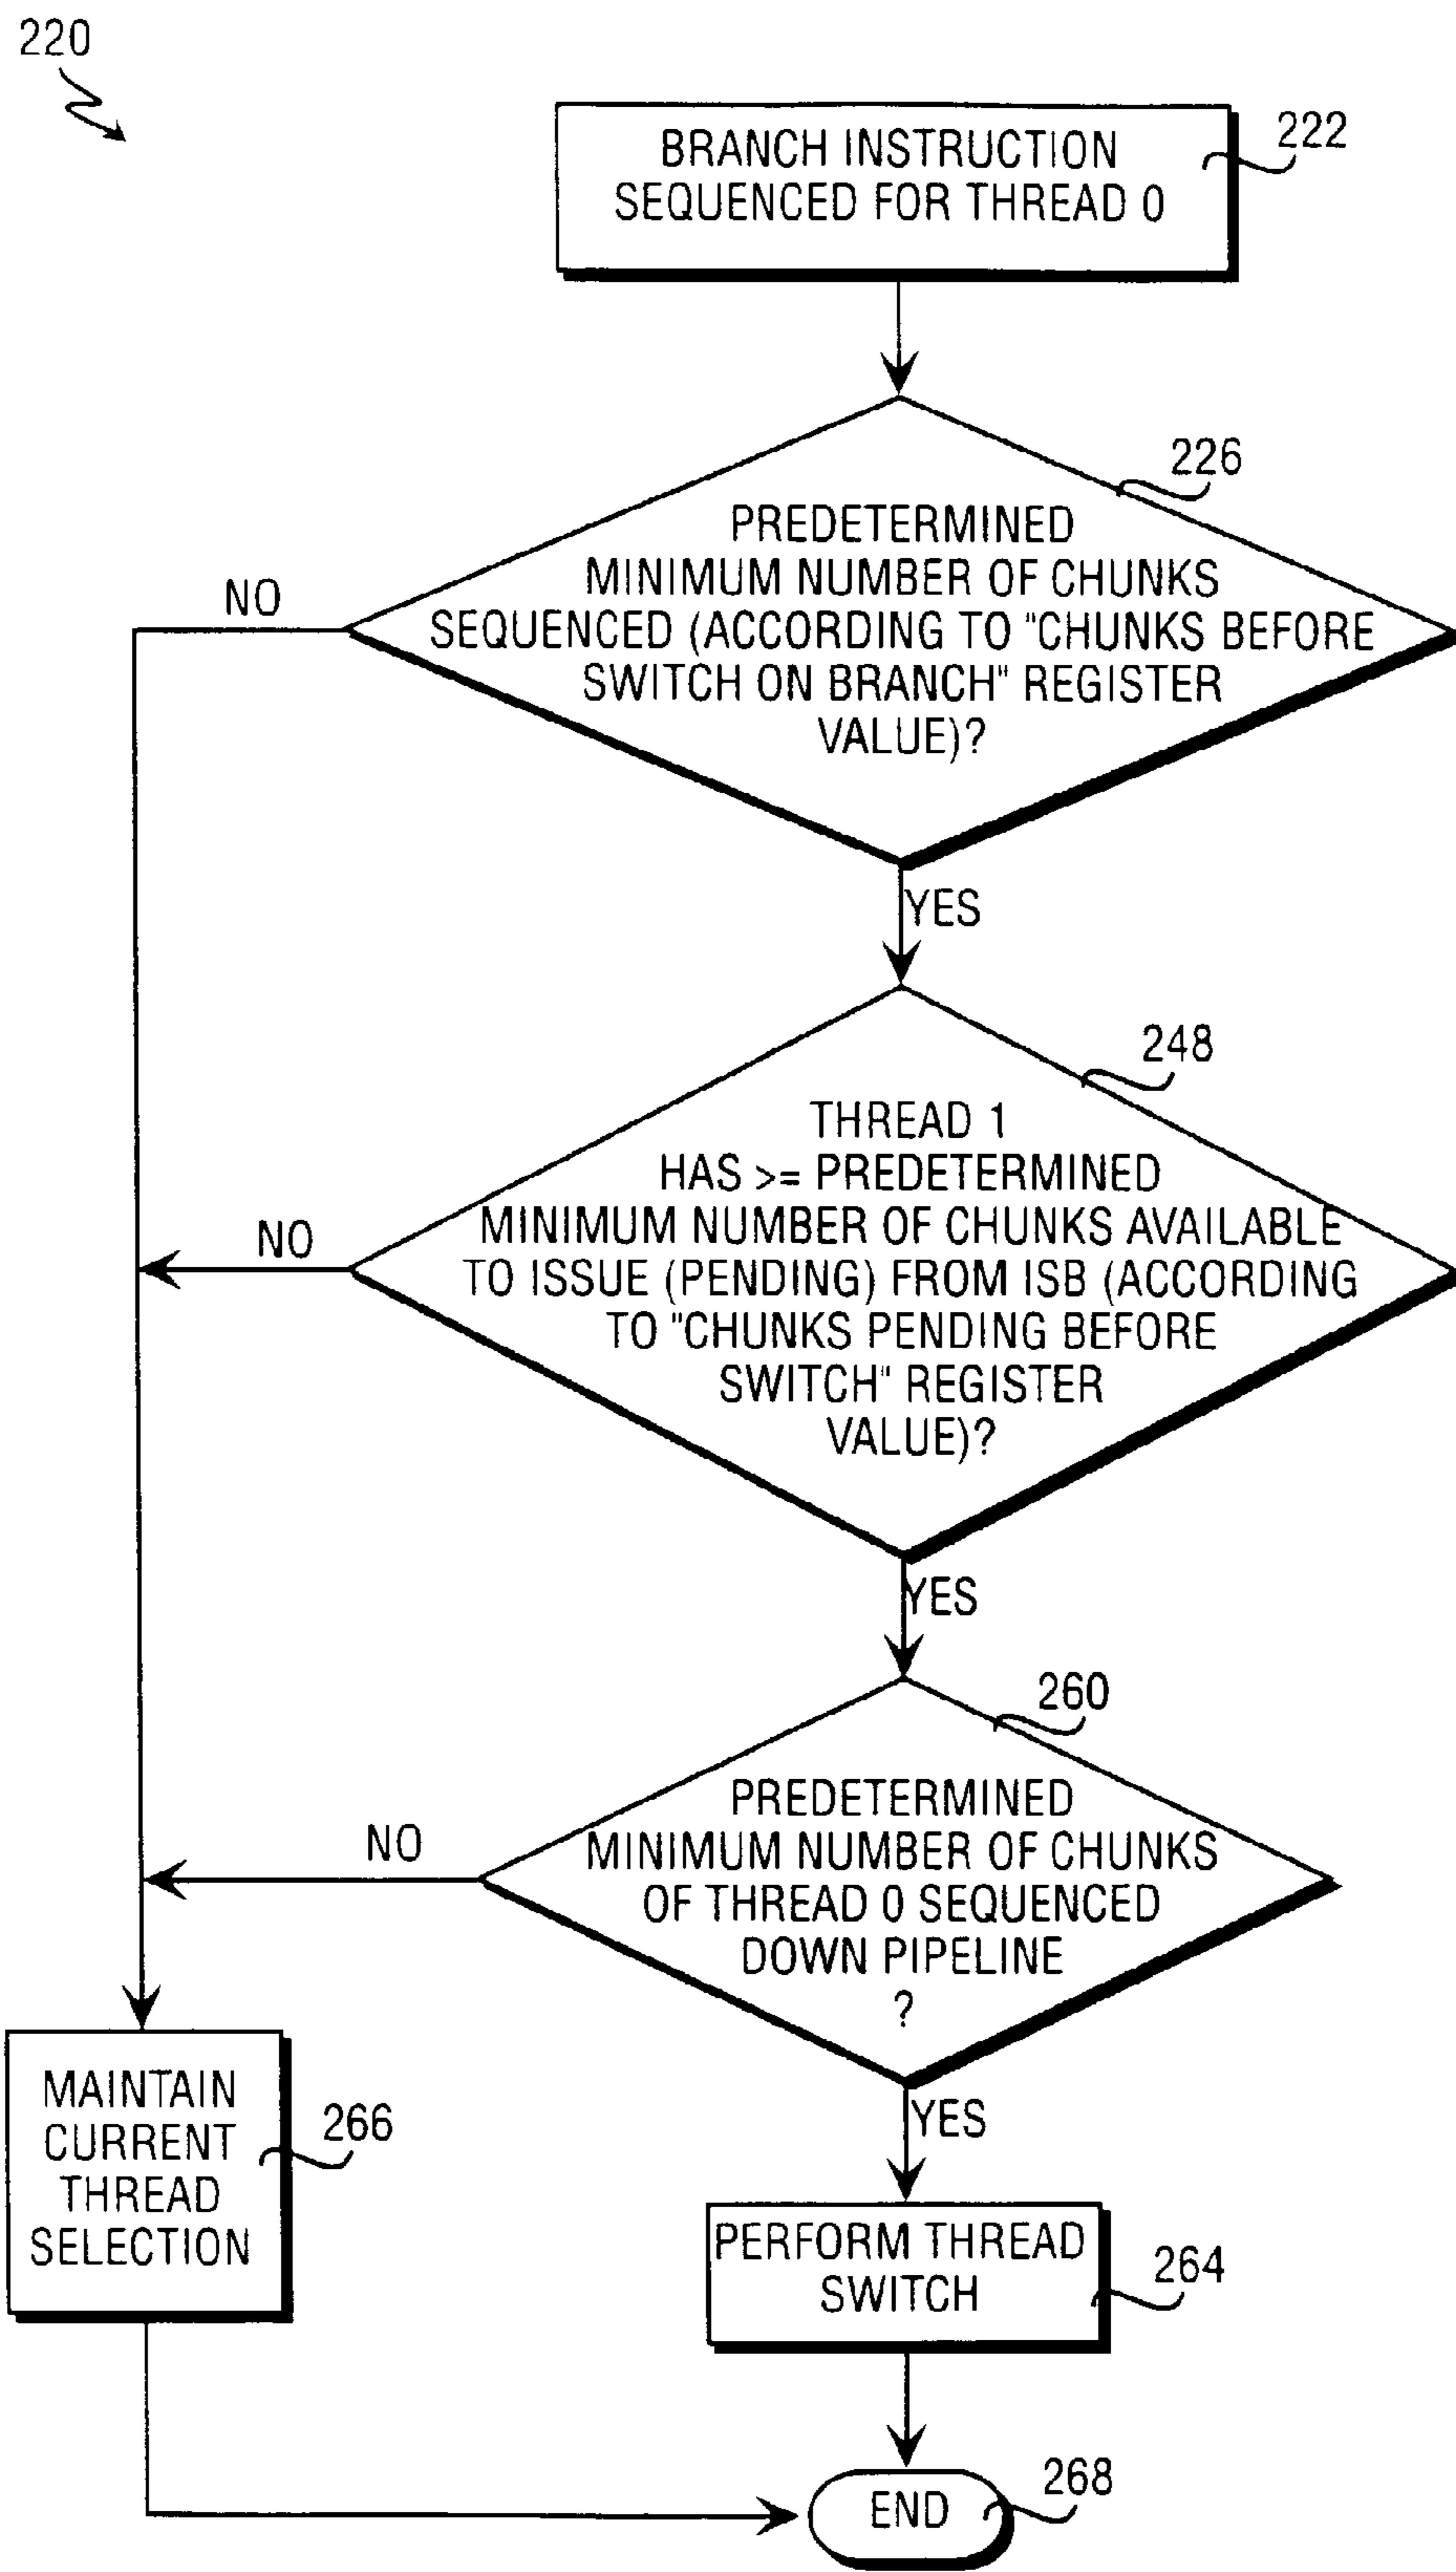 220
BRANCH INSTRUCTION
SEQUENCED FOR THREAD 0
222
226
PREDETERMINED
MINIMUM NUMBER OF CHUNKS
SEQUENCED (ACCORDING TO "CHUNKS BEFORE
SWITCH ON BRANCH" REGISTER
VALUE)?
NO
YES
248
THREAD 1
HAS >= PREDETERMINED
MINIMUM NUMBER OF CHUNKS AVAILABLE
TO ISSUE (PENDING) FROM ISB (ACCORDING
TO "CHUNKS PENDING BEFORE
SWITCH" REGISTER
VALUE)?
NO
YES
260
PREDETERMINED
MINIMUM NUMBER OF CHUNKS
OF THREAD 0 SEQUENCED
DOWN PIPELINE
?
NO
YES
MAINTAIN
CURRENT
THREAD
SELECTION
266
PERFORM THREAD
SWITCH
264
END
268